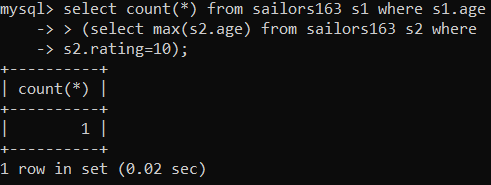 mysql> select count(*) from sailors163 s1 where s1.age
    -> > (select max(s2.age) from sailors163 s2 where
    -> s2.rating=10);
+----------+
| count(*) |
+----------+
|        1 |
+----------+
1 row in set (0.02 sec)